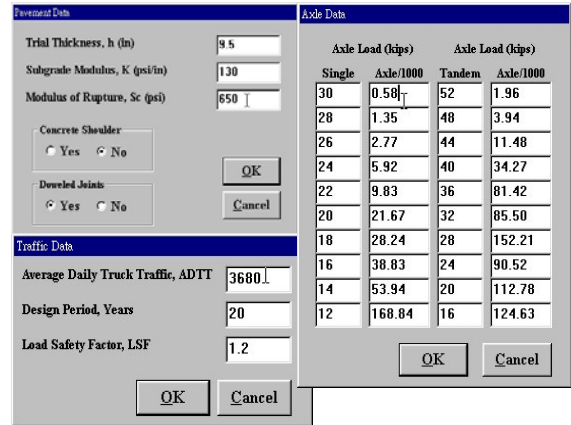 Pavement Data
Trial Thickness, h (in) 9.5
Subgrade Modulus, K (psi/in) 130
Modulus of Rupture, Sc (psi) 650
Concrete Shoulder
Yes No
OK
Doweled Joints
Yes No
Cancel
Traffic Data
Average Daily Truck Traffic, ADTT 3680
Design Period, Years 20
Load Safety Factor, LSF 1.2
OK Cancel
Axle Data
Axle Load (kips) Axle Load (kips)
Single Axle/1000 Tandem Axle/1000
30 0.58 52 1.96
28 1.35 48 3.94
26 2.77 44 11.48
24 5.92 40 34.27
22 9.83 36 81.42
20 21.67 32 85.50
18 28.24 28 152.21
16 38.83 24 90.52
14 53.94 20 112.78
12 168.84 16 124.63
OK Cancel